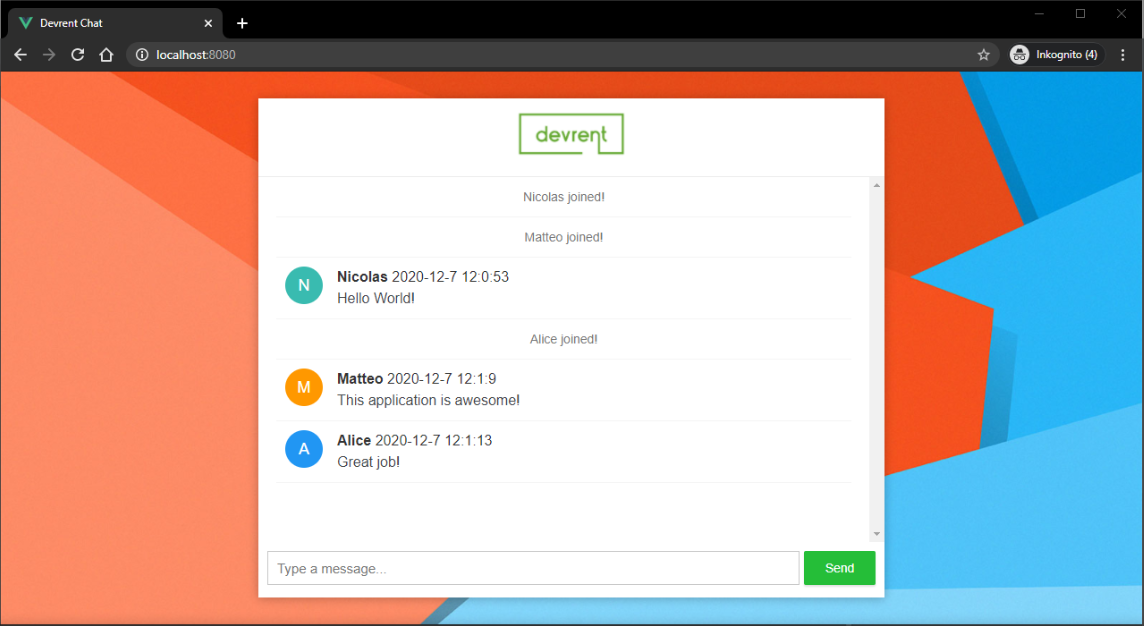 Devrent Chat
localhost:8080
Inkognito (4)
devrent
Nicolas joined!
Matteo joined!
N
Nicolas 2020-12-7 12:0:53
Hello World!
Alice joined!
M
Matteo 2020-12-7 12:1:9
This application is awesome!
A
Alice 2020-12-7 12:1:13
Great job!
Type a message...
Send